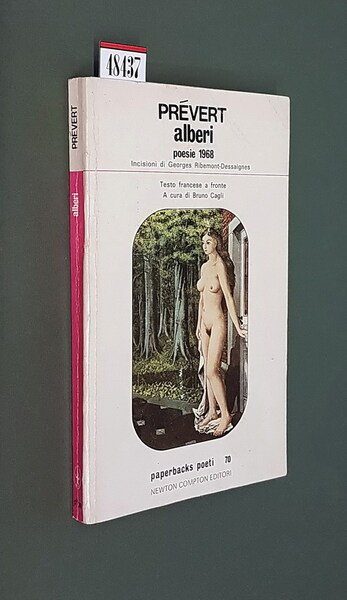 48437
PRÉVERT
alberi
PRÉVERT
alberi
poesie 1968
Incisioni di Georges Ribemont-Dessaignes
Testo francese a fronte
A cura di Bruno Cagli
paperbacks poeti 70
NEWTON COMPTON EDITORI